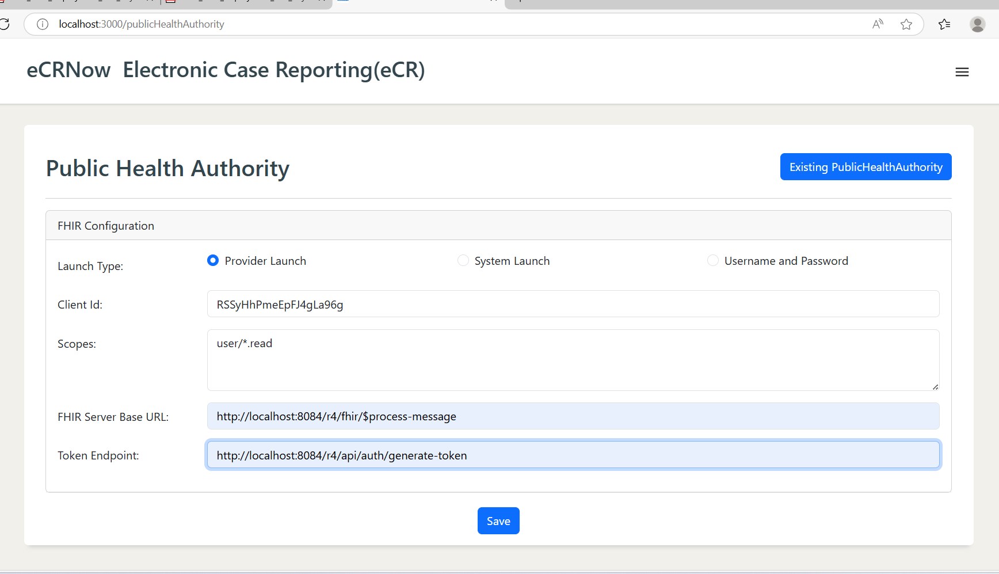 localhost:3000/publicHealthAuthority
eCRNow Electronic Case Reporting(eCR)
Public Health Authority
Existing PublicHealthAuthority
FHIR Configuration
Launch Type:
Provider Launch
System Launch
Username and Password
Client Id:
RSSyHhPmeEpFJ4gLa96g
Scopes:
user/*.read
FHIR Server Base URL:
http://localhost:8084/r4/fhir/$process-message
Token Endpoint:
http://localhost:8084/r4/api/auth/generate-token
Save